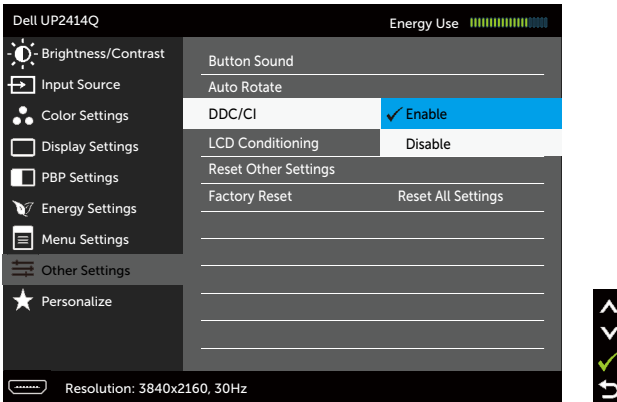 Dell UP2414Q
Energy Use
Brightness/Contrast
Input Source
Color Settings
Display Settings
PBP Settings
Energy Settings
Menu Settings
Other Settings
Personalize
Button Sound
Auto Rotate
DDC/CI
Enable
LCD Conditioning
Disable
Reset Other Settings
Factory Reset
Reset All Settings
Resolution: 3840x2160, 30Hz